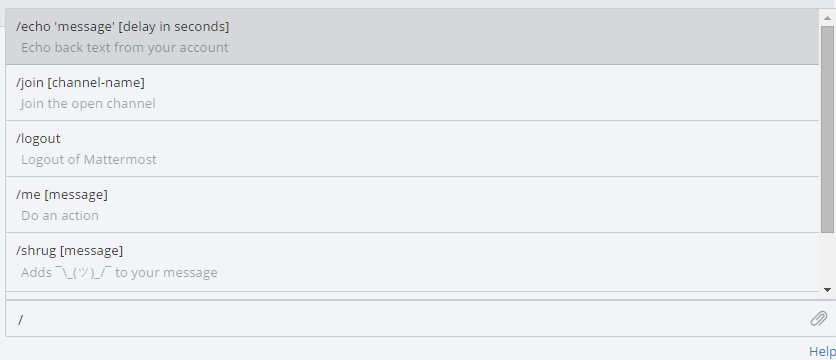 /echo 'message' [delay in seconds]
Echo back text from your account
/join [channel-name]
Join the open channel
/logout
Logout of Mattermost
/me [message]
Do an action
/shrug [message]
Adds ¯\_(ツ)_/¯ to your message
/
Help